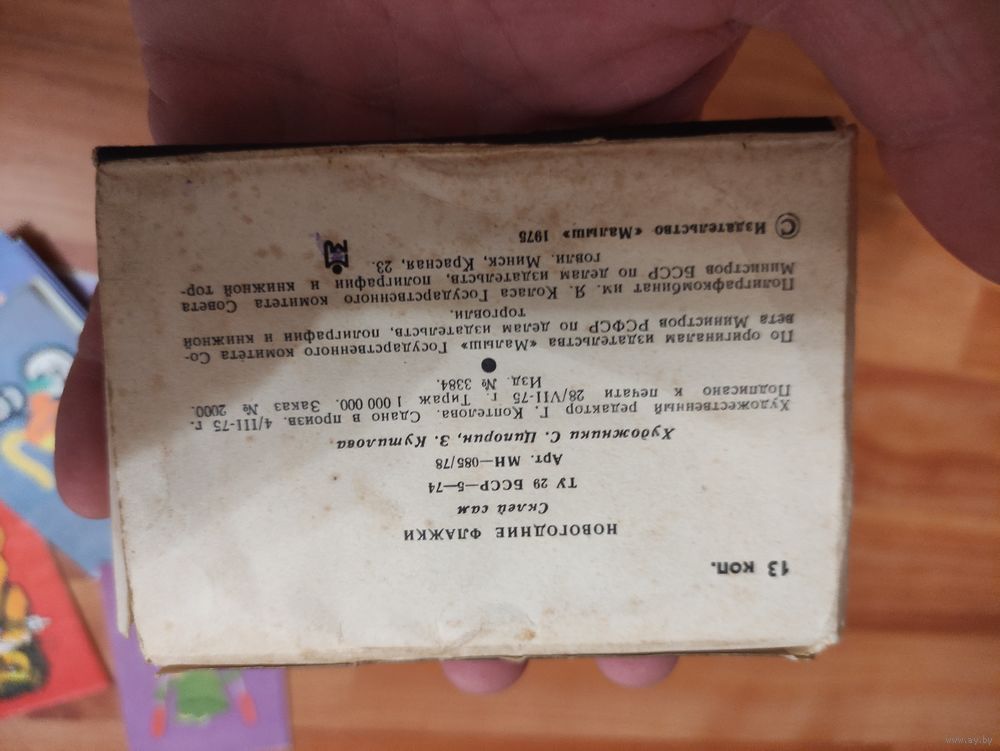 13 коп.
НОВОГОДНИЕ ФЛАЖКИ
Склей сам
ТУ 29 БССР—5—74
Арт. МН—085/78
Художники С. Ципорин, З. Кутилова
Художественный редактор Г. Коптелова. Сдано в произв. 4/III-75 г.
Подписано к печати 28/VII-75 г. Тираж 1 000 000. Заказ № 2000.
Изд. № 3384.
По оригиналам издательства «Малыш» Государственного комитета Со-
вета Министров РСФСР по делам издательств, полиграфии и книжной
торговли.
Полиграфкомбинат им. Я. Коласа Государственного комитета Совета
Министров БССР по делам издательств, полиграфии и книжной тор-
говли. Минск, Красная, 23.
© Издательство «Малыш» 1975
www.ay.by